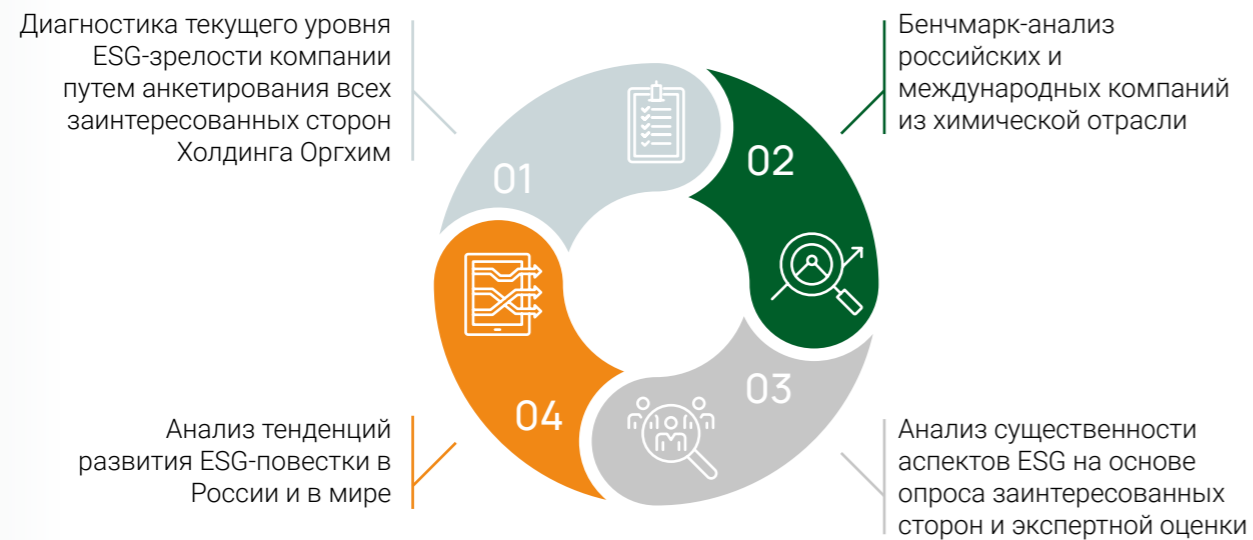 Диагностика текущего уровня
ESG-зрелости компании
путем анкетирования всех
заинтересованных сторон
Холдинга Оргхим
01
Бенчмарк-анализ
российских и
международных компаний
из химической отрасли
02
03
Анализ существенности
аспектов ESG на основе
опроса заинтересованных
сторон и экспертной оценки
04
Анализ тенденций
развития ESG-повестки в
России и в мире